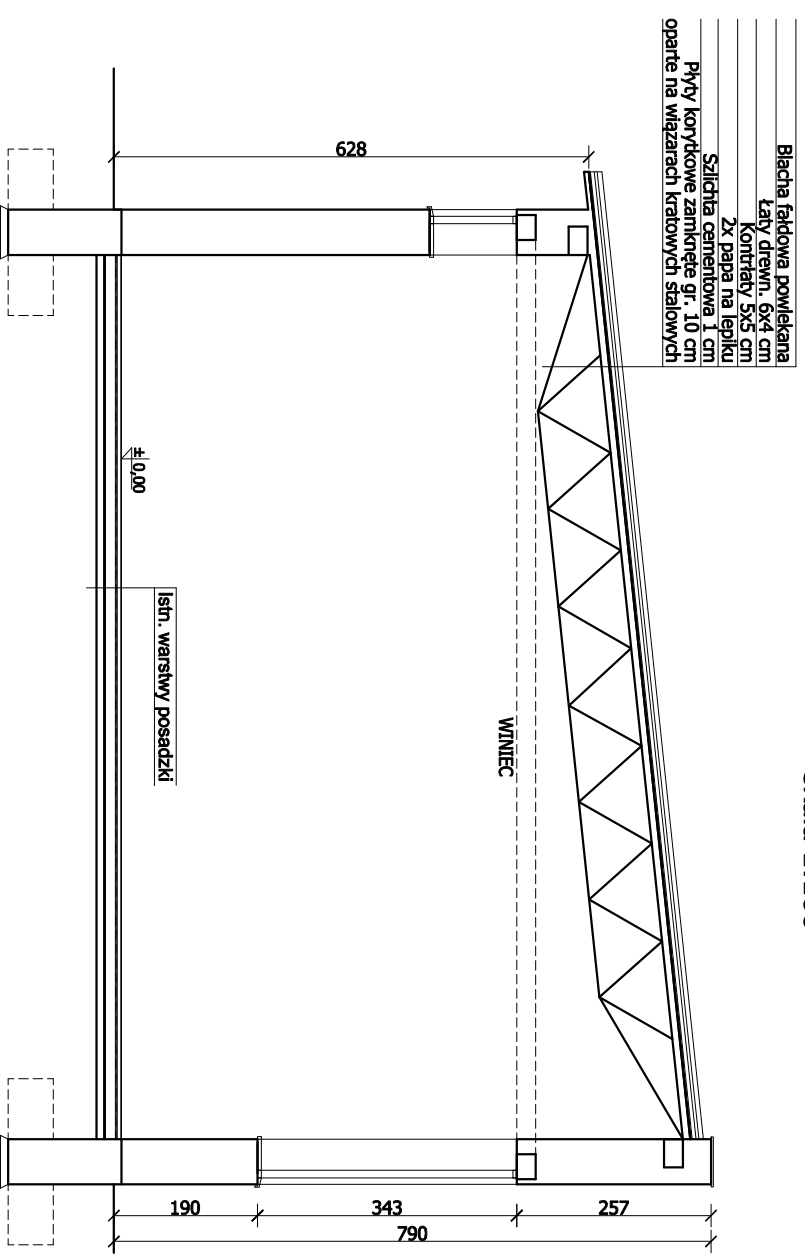 Blacha fałdowa powlekana
Łaty drewn. 6x4 cm
Kontrłaty 5x5 cm
2x papa na lepiku
Szlichta cementowa 1 cm
Płyty korytkowe zamknięte gr. 10 cm
oparte na wiązarach kratowych stalowych
628
WINIEC
± 0,00
Istn. warstwy posadzki
190
343
257
790